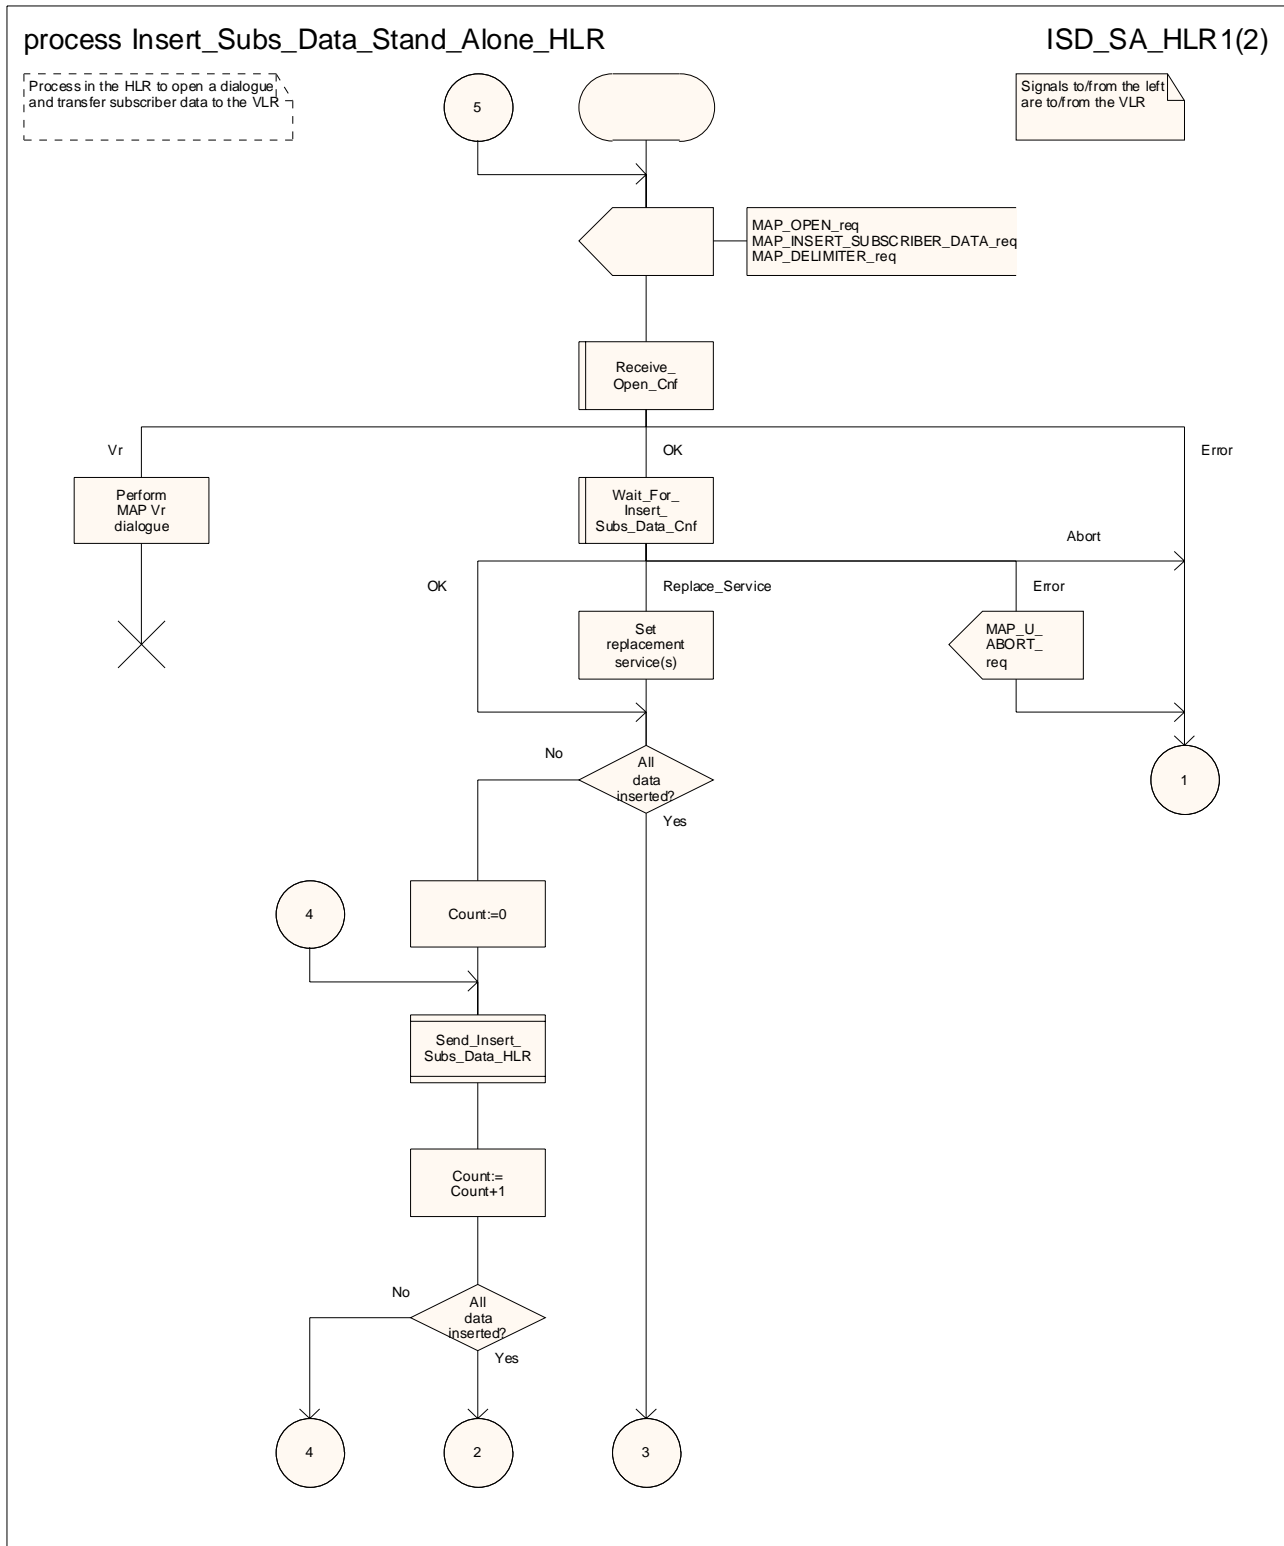 process Insert_Subs_Data_Stand_Alone_HLR
ISD_SA_HLR1(2)
Process in the HLR to open a dialogue
and transfer subscriber data to the VLR
5
Signals to/from the left
are to/from the VLR
MAP_OPEN_req
MAP_INSERT_SUBSCRIBER_DATA_req
MAP_DELIMITER_req
Receive_
Open_Cnf
Vr
OK
Error
Perform
MAP Vr
dialogue
Wait_For_
Insert_
Subs_Data_Cnf
Abort
OK
Replace_Service
Error
Set
replacement
service(s)
MAP_U_
ABORT_
req
No
All
data
inserted?
Yes
1
4
Count:=0
Send_Insert_
Subs_Data_HLR
Count:=
Count+1
No
All
data
inserted?
Yes
4
2
3